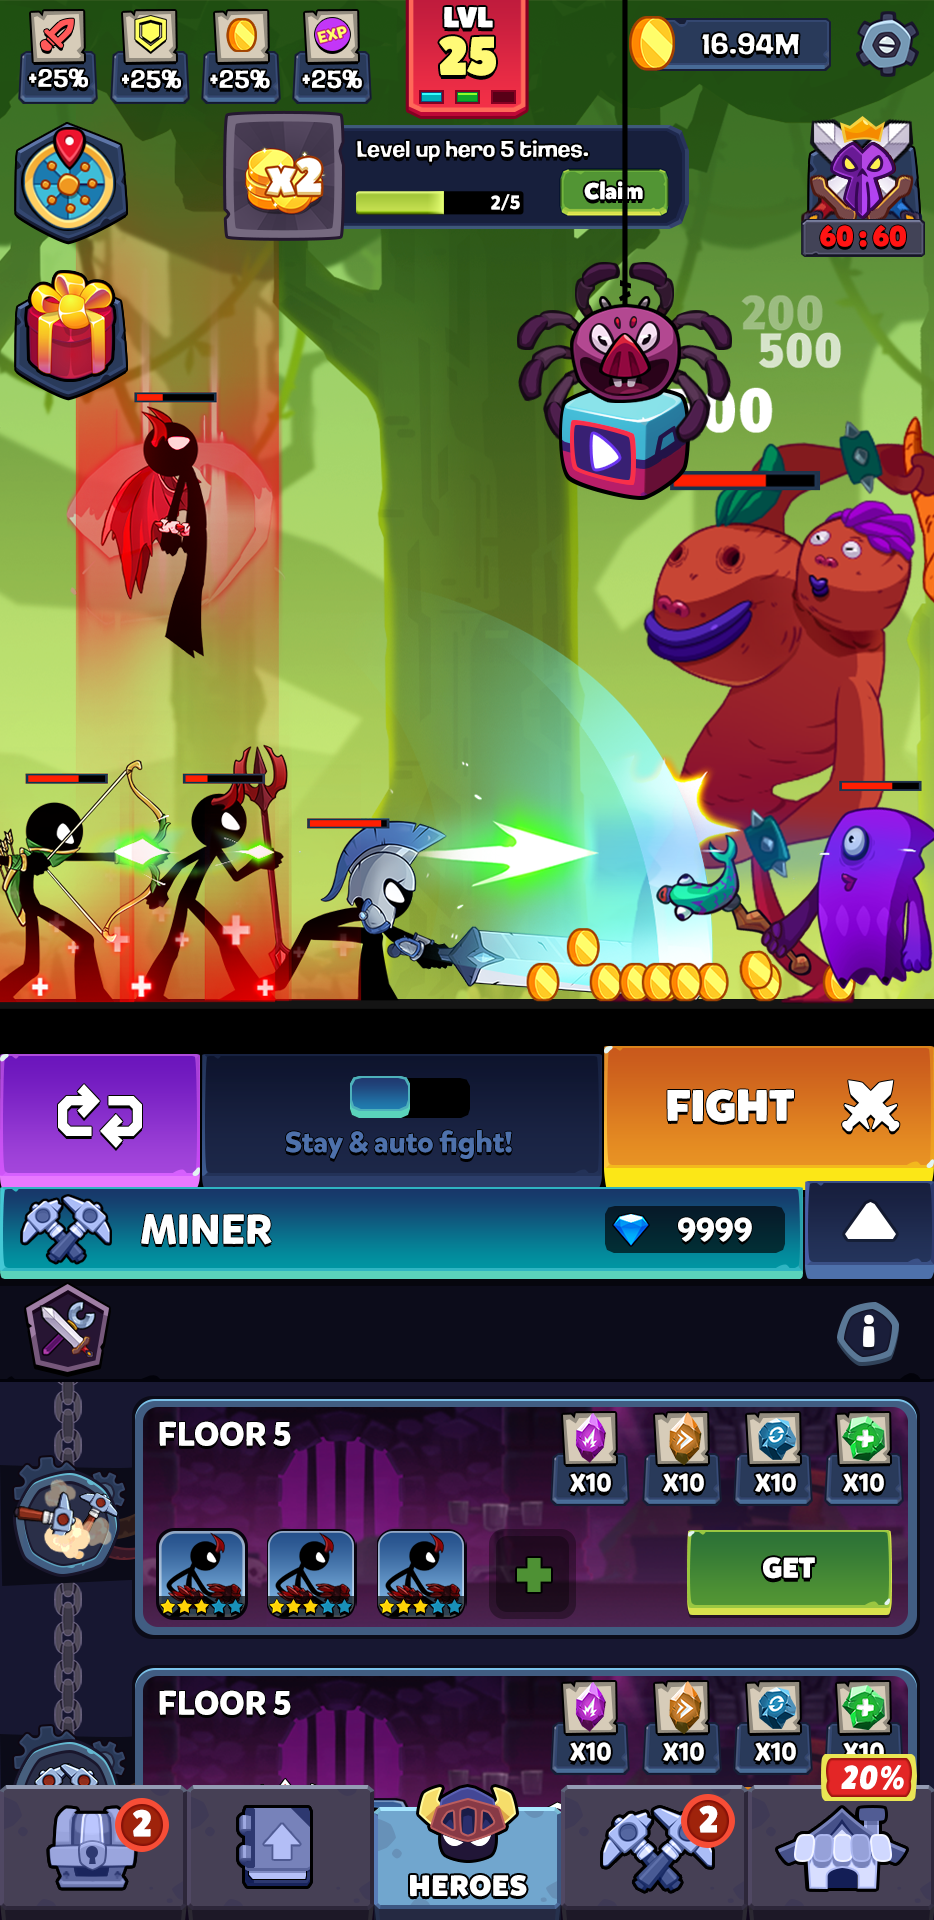 +25%
+25%
+25%
EXP
+25%
LVL
25
16.94M
x2
Level up hero 5 times.
2/5
Claim
60:60
200
500
00
Stay & auto fight!
FIGHT
MINER
9999
FLOOR 5
X10
X10
X10
X10
GET
FLOOR 5
X10
X10
X10
X10
20%
2
HEROES
2